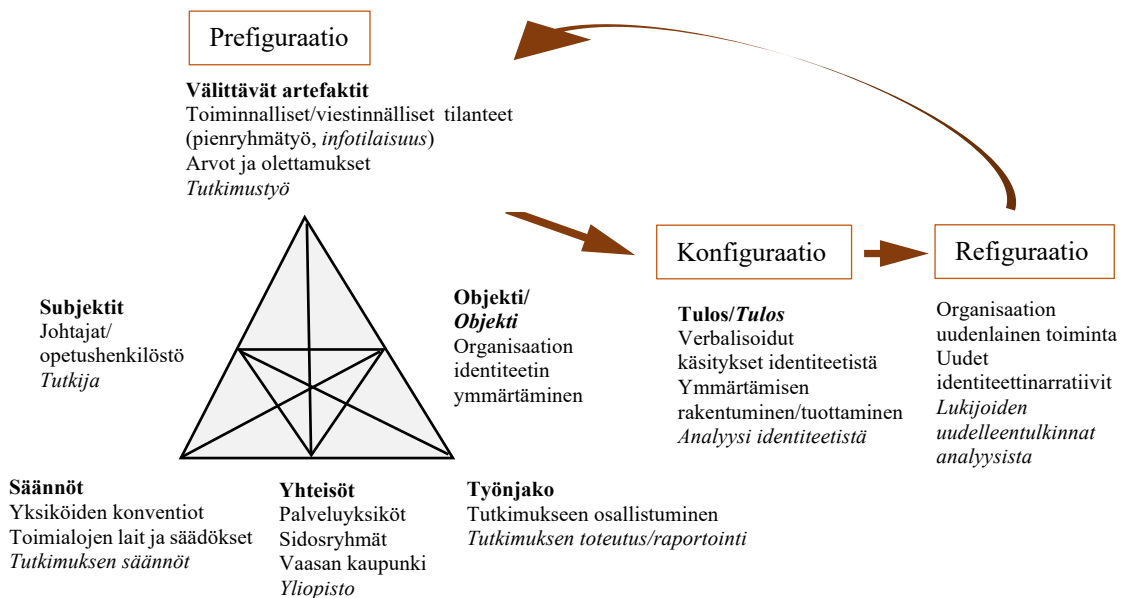 Prefiguraatio
Välittävät artefaktit
Toiminnalliset/viestinnälliset tilanteet
(pienryhmätyö, infotilaisuus)
Arvot ja olettamukset
Tutkimustyö
Subjektit
Johtajat/
opetushenkilöstö
Tutkija
Objekti/
Objekti
Organisaation
identiteetin
ymmärtäminen
Säännöt
Yksiköiden konventiot
Toimialojen lait ja säädökset
Tutkimuksen säännöt
Yhteisöt
Palveluyksiköt
Sidosryhmät
Vaasan kaupunki
Yliopisto
Työnjako
Tutkimukseen osallistuminen
Tutkimuksen toteutus/raportointi
Konfiguraatio
Tulos/Tulos
Verbalisoidut
käsitykset identiteetistä
Ymmärtämisen
rakentuminen/tuottaminen
Analyysi identiteetistä
Refiguraatio
Organisaation
uudenlainen toiminta
Uudet
identiteettinarratiivit
Lukijoiden
uudelleentulkinnat
analyysista